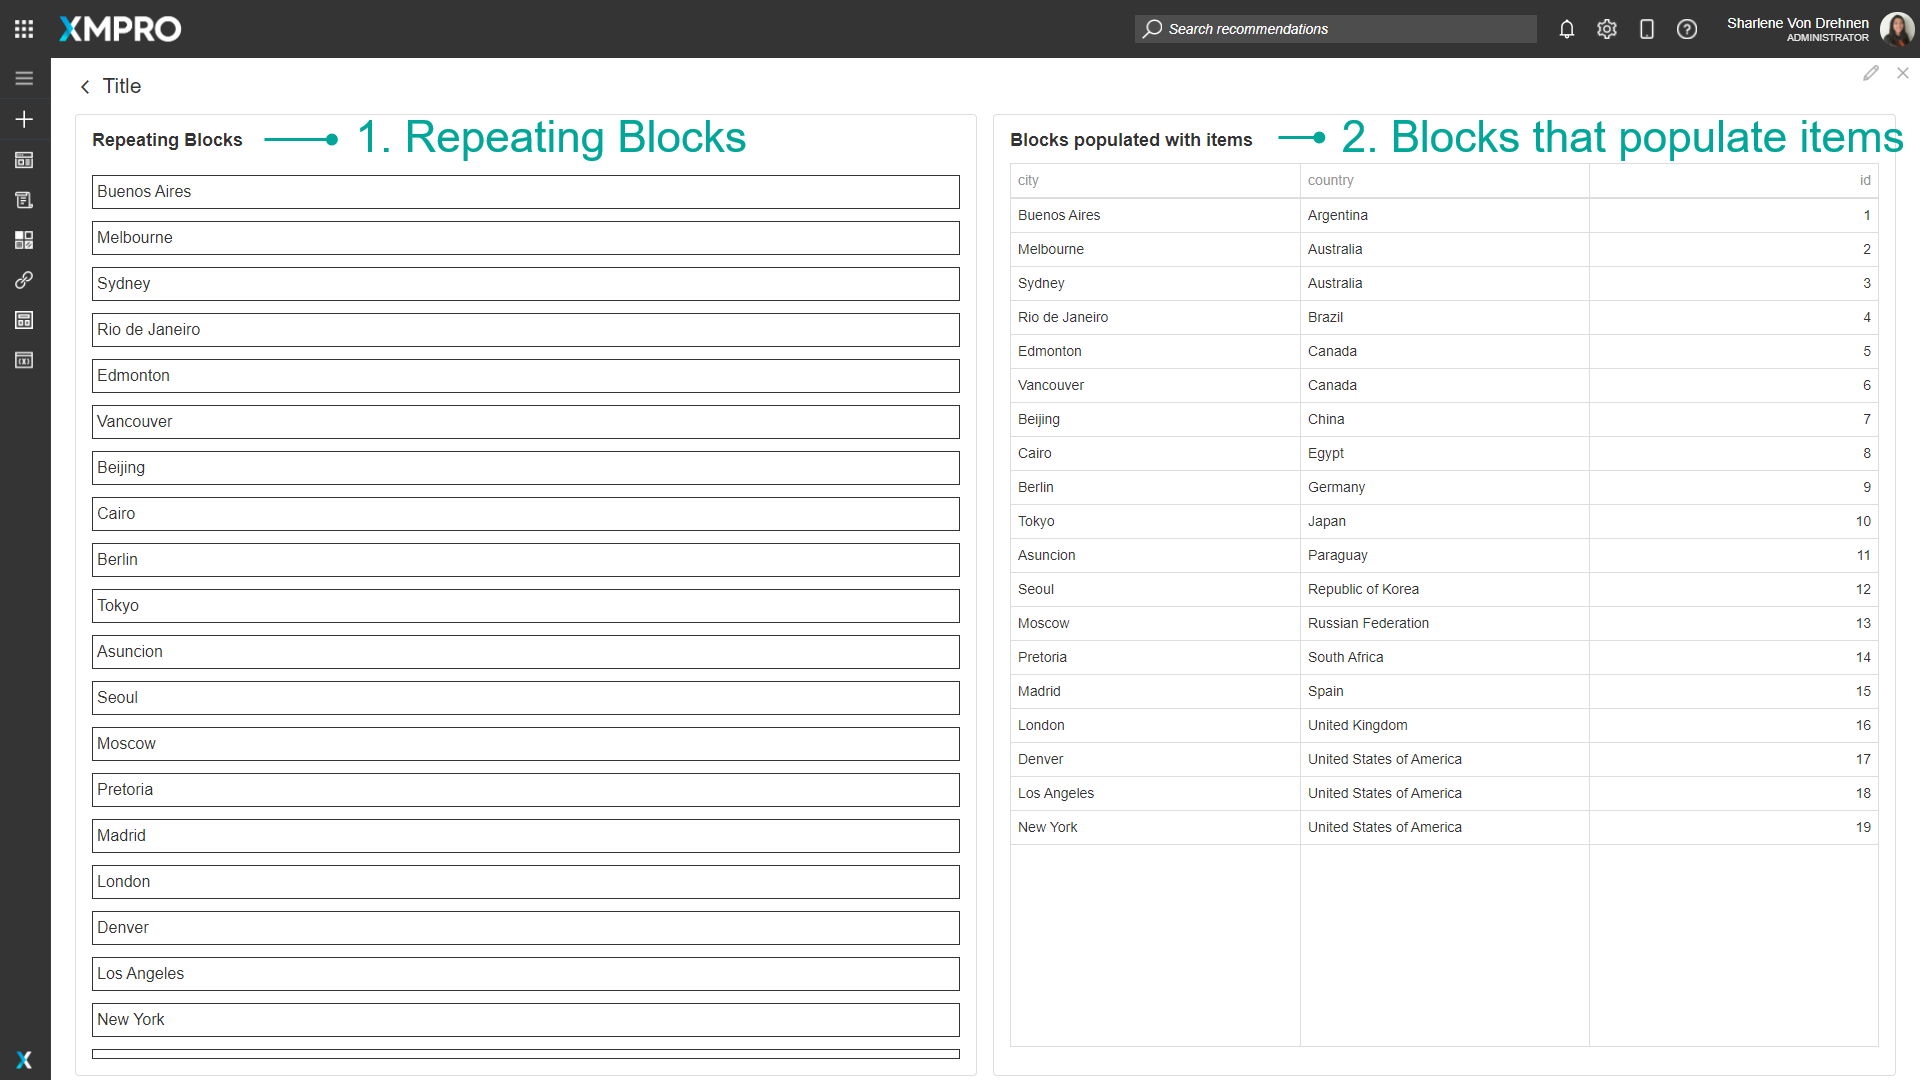 XMPRO
Search recommendations
Sharlene Von Drehnen
ADMINISTRATOR
Title
Repeating Blocks
1. Repeating Blocks
Buenos Aires
Melbourne
Sydney
Rio de Janeiro
Edmonton
Vancouver
Beijing
Cairo
Berlin
Tokyo
Asuncion
Seoul
Moscow
Pretoria
Madrid
London
Denver
Los Angeles
New York
Blocks populated with items
2. Blocks that populate items
city country id
Buenos Aires Argentina 1
Melbourne Australia 2
Sydney Australia 3
Rio de Janeiro Brazil 4
Edmonton Canada 5
Vancouver Canada 6
Beijing China 7
Cairo Egypt 8
Berlin Germany 9
Tokyo Japan 10
Asuncion Paraguay 11
Seoul Republic of Korea 12
Moscow Russian Federation 13
Pretoria South Africa 14
Madrid Spain 15
London United Kingdom 16
Denver United States of America 17
Los Angeles United States of America 18
New York United States of America 19